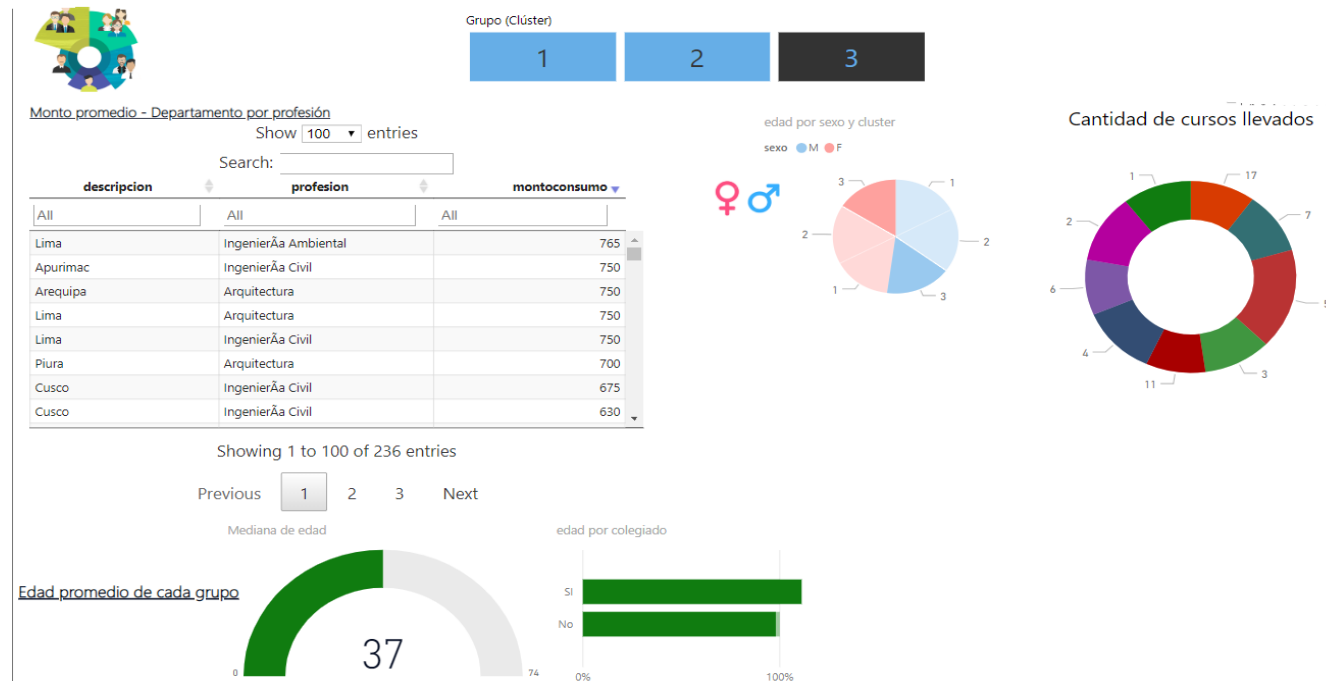 Grupo (Clúster)
1 2 3
Monto promedio - Departamento por profesión
Show 100 entries
Search:
descripcion profesion montoconsumo
All All All
Lima IngenierÃa Ambiental 765
Apurimac IngenierÃa Civil 750
Arequipa Arquitectura 750
Lima Arquitectura 750
Lima IngenierÃa Civil 750
Piura Arquitectura 700
Cusco IngenierÃa Civil 675
Cusco IngenierÃa Civil 630
Showing 1 to 100 of 236 entries
Previous 1 2 3 Next
edad por sexo y cluster
sexo M F
3 1
2 2
1 3
Cantidad de cursos llevados
1 17
2 7
6
4 3
11
Mediana de edad
Edad promedio de cada grupo
37
0 74
edad por colegiado
SI
No
0% 100%